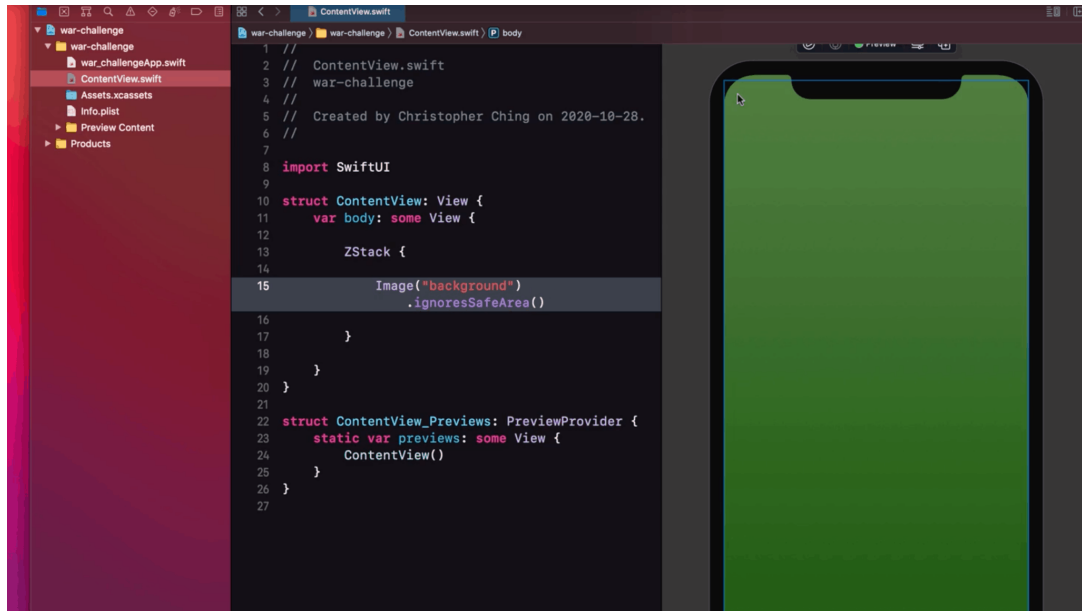 ContentView.swift
war-challenge
war-challenge
war_challengeApp.swift
ContentView.swift
Assets.xcassets
Info.plist
Preview Content
Products
war-challenge 〉 war-challenge 〉 ContentView.swift 〉 P body
1 //
2 //  ContentView.swift
3 //  war-challenge
4 //
5 //  Created by Christopher Ching on 2020-10-28.
6 //
7
8 import SwiftUI
9
10 struct ContentView: View {
11     var body: some View {
12
13         ZStack {
14
15             Image("background")
                .ignoresSafeArea()
16
17         }
18
19     }
20 }
21
22 struct ContentView_Previews: PreviewProvider {
23     static var previews: some View {
24         ContentView()
25     }
26 }
27
Preview